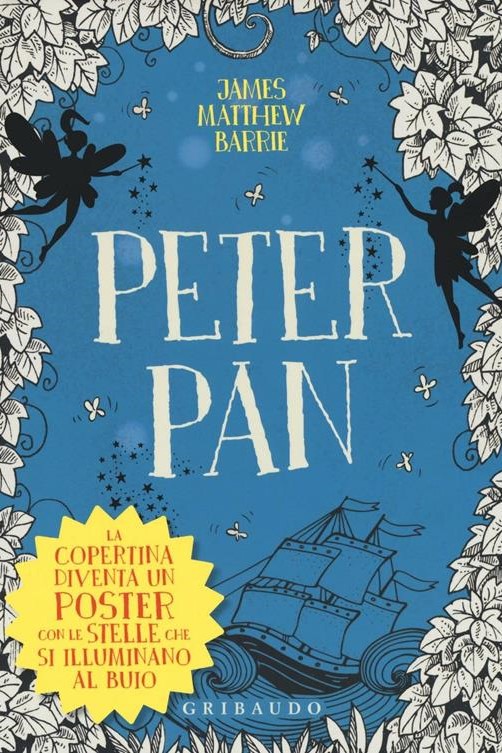 JAMES
MATTHEW
BARRIE
PETER
PAN
LA
COPERTINA
DIVENTA UN
POSTER
CON LE STELLE CHE
SI ILLUMINANO
AL BUIO
GRIBAUDO